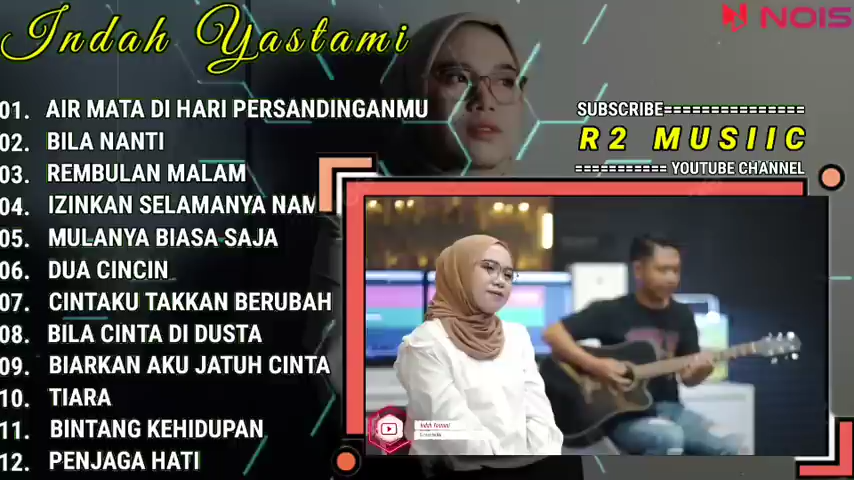 Indah Yastami
NOIS
01. AIR MATA DI HARI PERSANDINGANMU
02. BILA NANTI
03. REMBULAN MALAM
04. IZINKAN SELAMANYA NAM
05. MULANYA BIASA SAJA
06. DUA CINCIN
07. CINTAKU TAKKAN BERUBAH
08. BILA CINTA DI DUSTA
09. BIARKAN AKU JATUH CINTA
10. TIARA
11. BINTANG KEHIDUPAN
12. PENJAGA HATI
SUBSCRIBE===============
R2 MUSIIC
=========== YOUTUBE CHANNEL
Indah Yastami